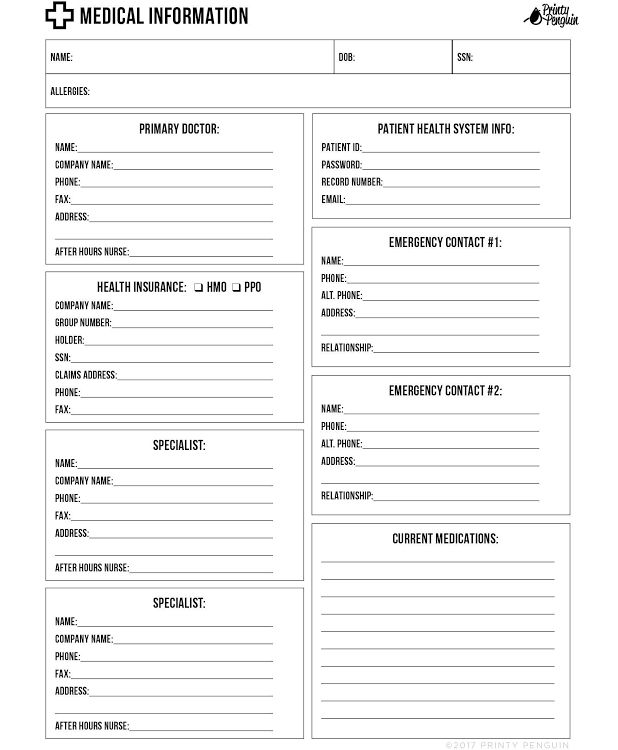 MEDICAL INFORMATION
Printy Penguin
NAME: DOB: SSN:
ALLERGIES:
PRIMARY DOCTOR:
NAME:
COMPANY NAME:
PHONE:
FAX:
ADDRESS:
AFTER HOURS NURSE:
HEALTH INSURANCE: HMO PPO
COMPANY NAME:
GROUP NUMBER:
HOLDER:
SSN:
CLAIMS ADDRESS:
PHONE:
FAX:
SPECIALIST:
NAME:
COMPANY NAME:
PHONE:
FAX:
ADDRESS:
AFTER HOURS NURSE:
SPECIALIST:
NAME:
COMPANY NAME:
PHONE:
FAX:
ADDRESS:
AFTER HOURS NURSE:
PATIENT HEALTH SYSTEM INFO:
PATIENT ID:
PASSWORD:
RECORD NUMBER:
EMAIL:
EMERGENCY CONTACT #1:
NAME:
PHONE:
ALT. PHONE:
ADDRESS:
RELATIONSHIP:
EMERGENCY CONTACT #2:
NAME:
PHONE:
ALT. PHONE:
ADDRESS:
RELATIONSHIP:
CURRENT MEDICATIONS:
©2017 PRINTY PENGUIN